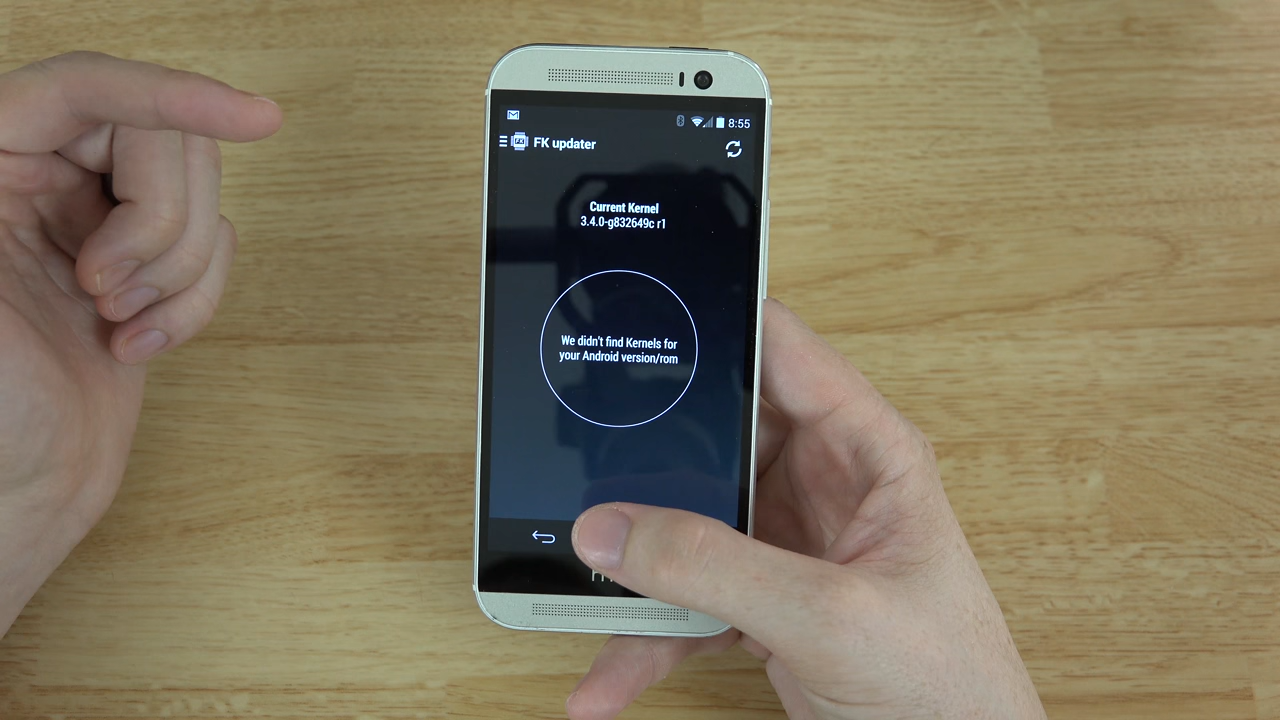 8:55
FK updater
Current Kernel
3.4.0-g832649c r1
We didn't find Kernels for
your Android version/rom